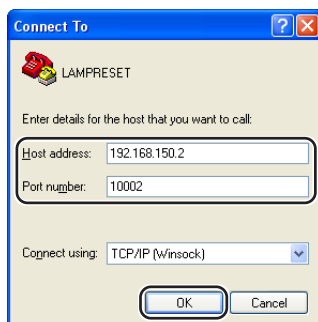 Connect To
LAMPRESET
Enter details for the host that you want to call:
Host address: 192.168.150.2
Port number: 10002
Connect using: TCP/IP (Winsock)
OK Cancel